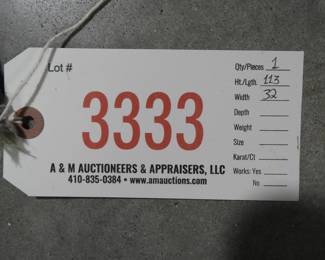 Lot #
3333
A & M AUCTIONEERS & APPRAISERS, LLC
410-835-0384 • www.amauctions.com
Qty/Pieces 1
Ht./Lgth. 113
Width 32
Depth
Weight
Size
Karat/Ct
Works: Yes
No